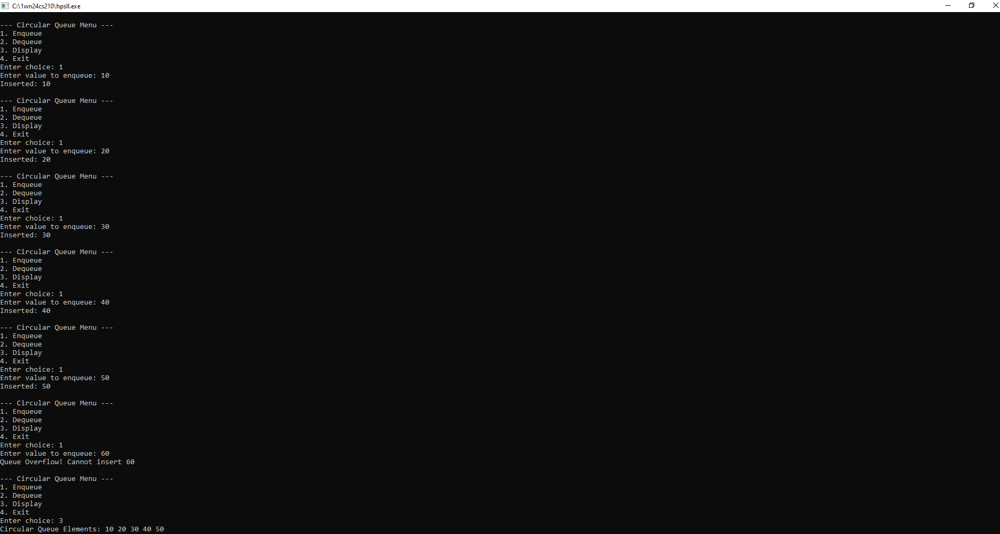 C:\1wn24cs210\hpsll.exe
--- Circular Queue Menu ---
1. Enqueue
2. Dequeue
3. Display
4. Exit
Enter choice: 1
Enter value to enqueue: 10
Inserted: 10
--- Circular Queue Menu ---
1. Enqueue
2. Dequeue
3. Display
4. Exit
Enter choice: 1
Enter value to enqueue: 20
Inserted: 20
--- Circular Queue Menu ---
1. Enqueue
2. Dequeue
3. Display
4. Exit
Enter choice: 1
Enter value to enqueue: 30
Inserted: 30
--- Circular Queue Menu ---
1. Enqueue
2. Dequeue
3. Display
4. Exit
Enter choice: 1
Enter value to enqueue: 40
Inserted: 40
--- Circular Queue Menu ---
1. Enqueue
2. Dequeue
3. Display
4. Exit
Enter choice: 1
Enter value to enqueue: 50
Inserted: 50
--- Circular Queue Menu ---
1. Enqueue
2. Dequeue
3. Display
4. Exit
Enter choice: 1
Enter value to enqueue: 60
Queue Overflow! Cannot insert 60
--- Circular Queue Menu ---
1. Enqueue
2. Dequeue
3. Display
4. Exit
Enter choice: 3
Circular Queue Elements: 10 20 30 40 50